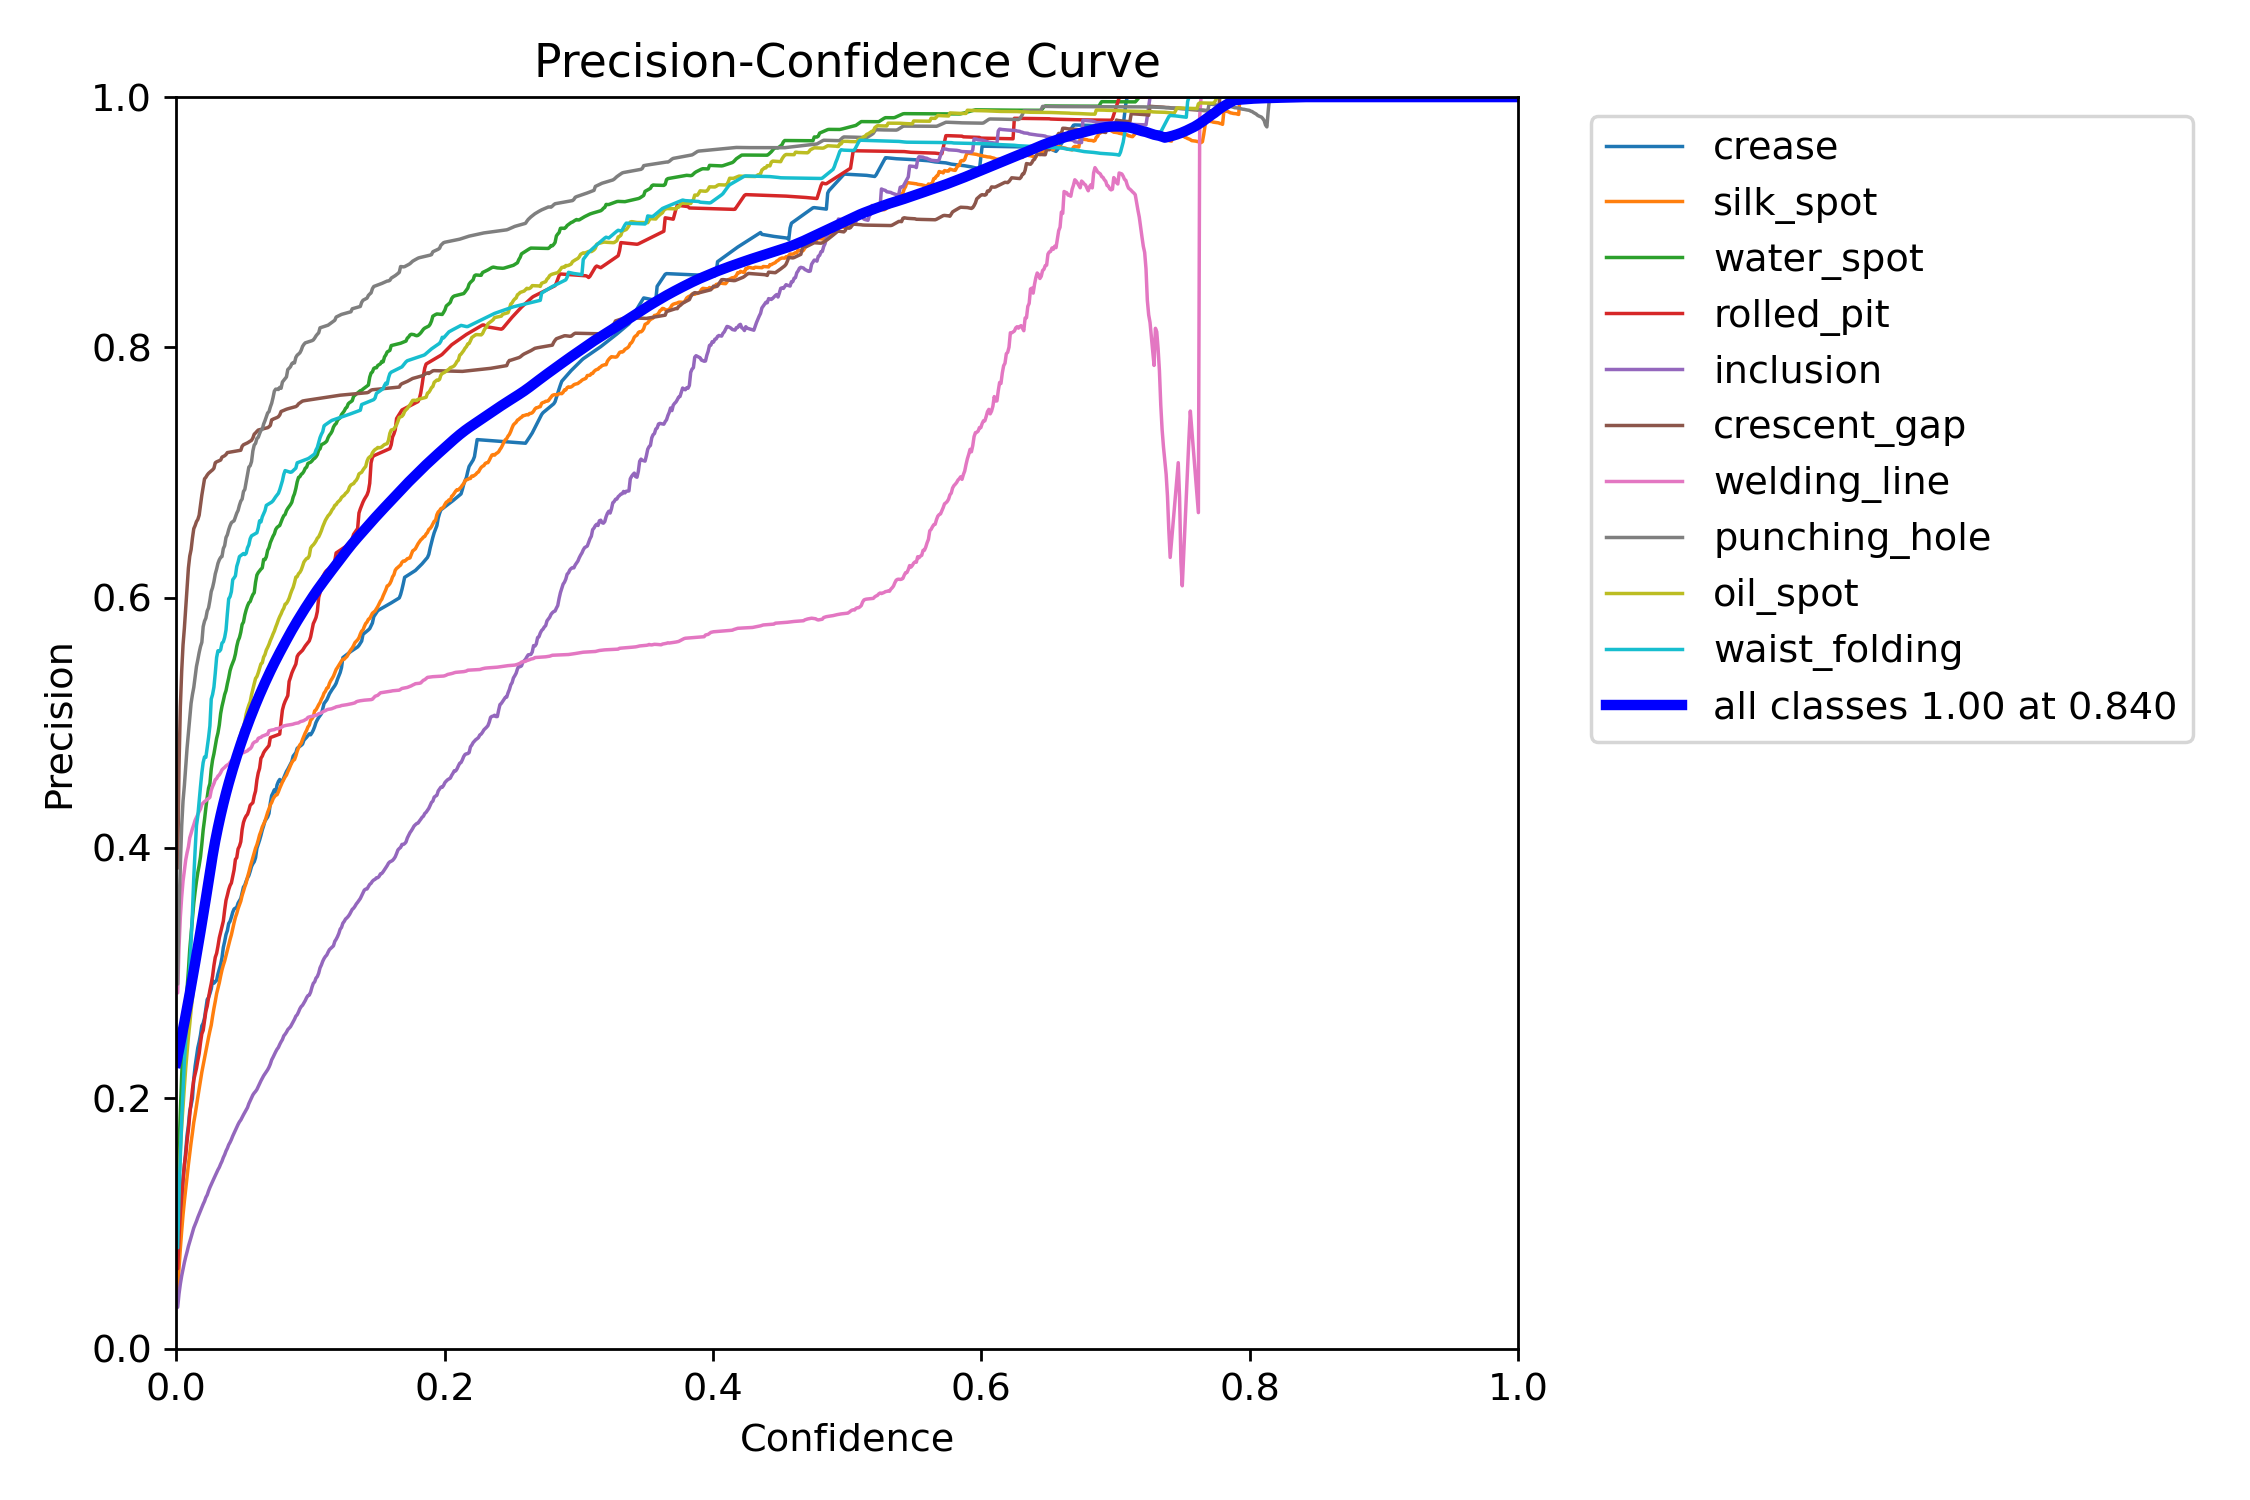 Precision-Confidence Curve
1.0
0.8
0.6
0.4
0.2
0.0
Precision
0.0 0.2 0.4 0.6 0.8 1.0
Confidence
crease
silk_spot
water_spot
rolled_pit
inclusion
crescent_gap
welding_line
punching_hole
oil_spot
waist_folding
all classes 1.00 at 0.840